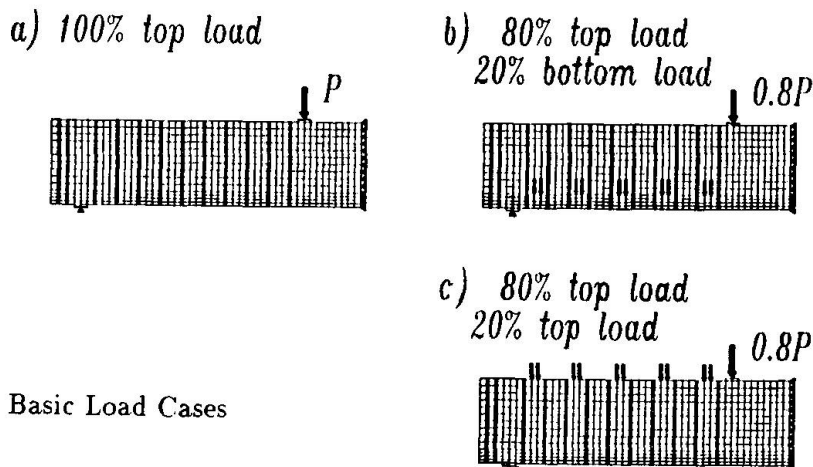 a) 100% top load
P
b) 80% top load
20% bottom load
0.8P
c) 80% top load
20% top load
0.8P
Basic Load Cases